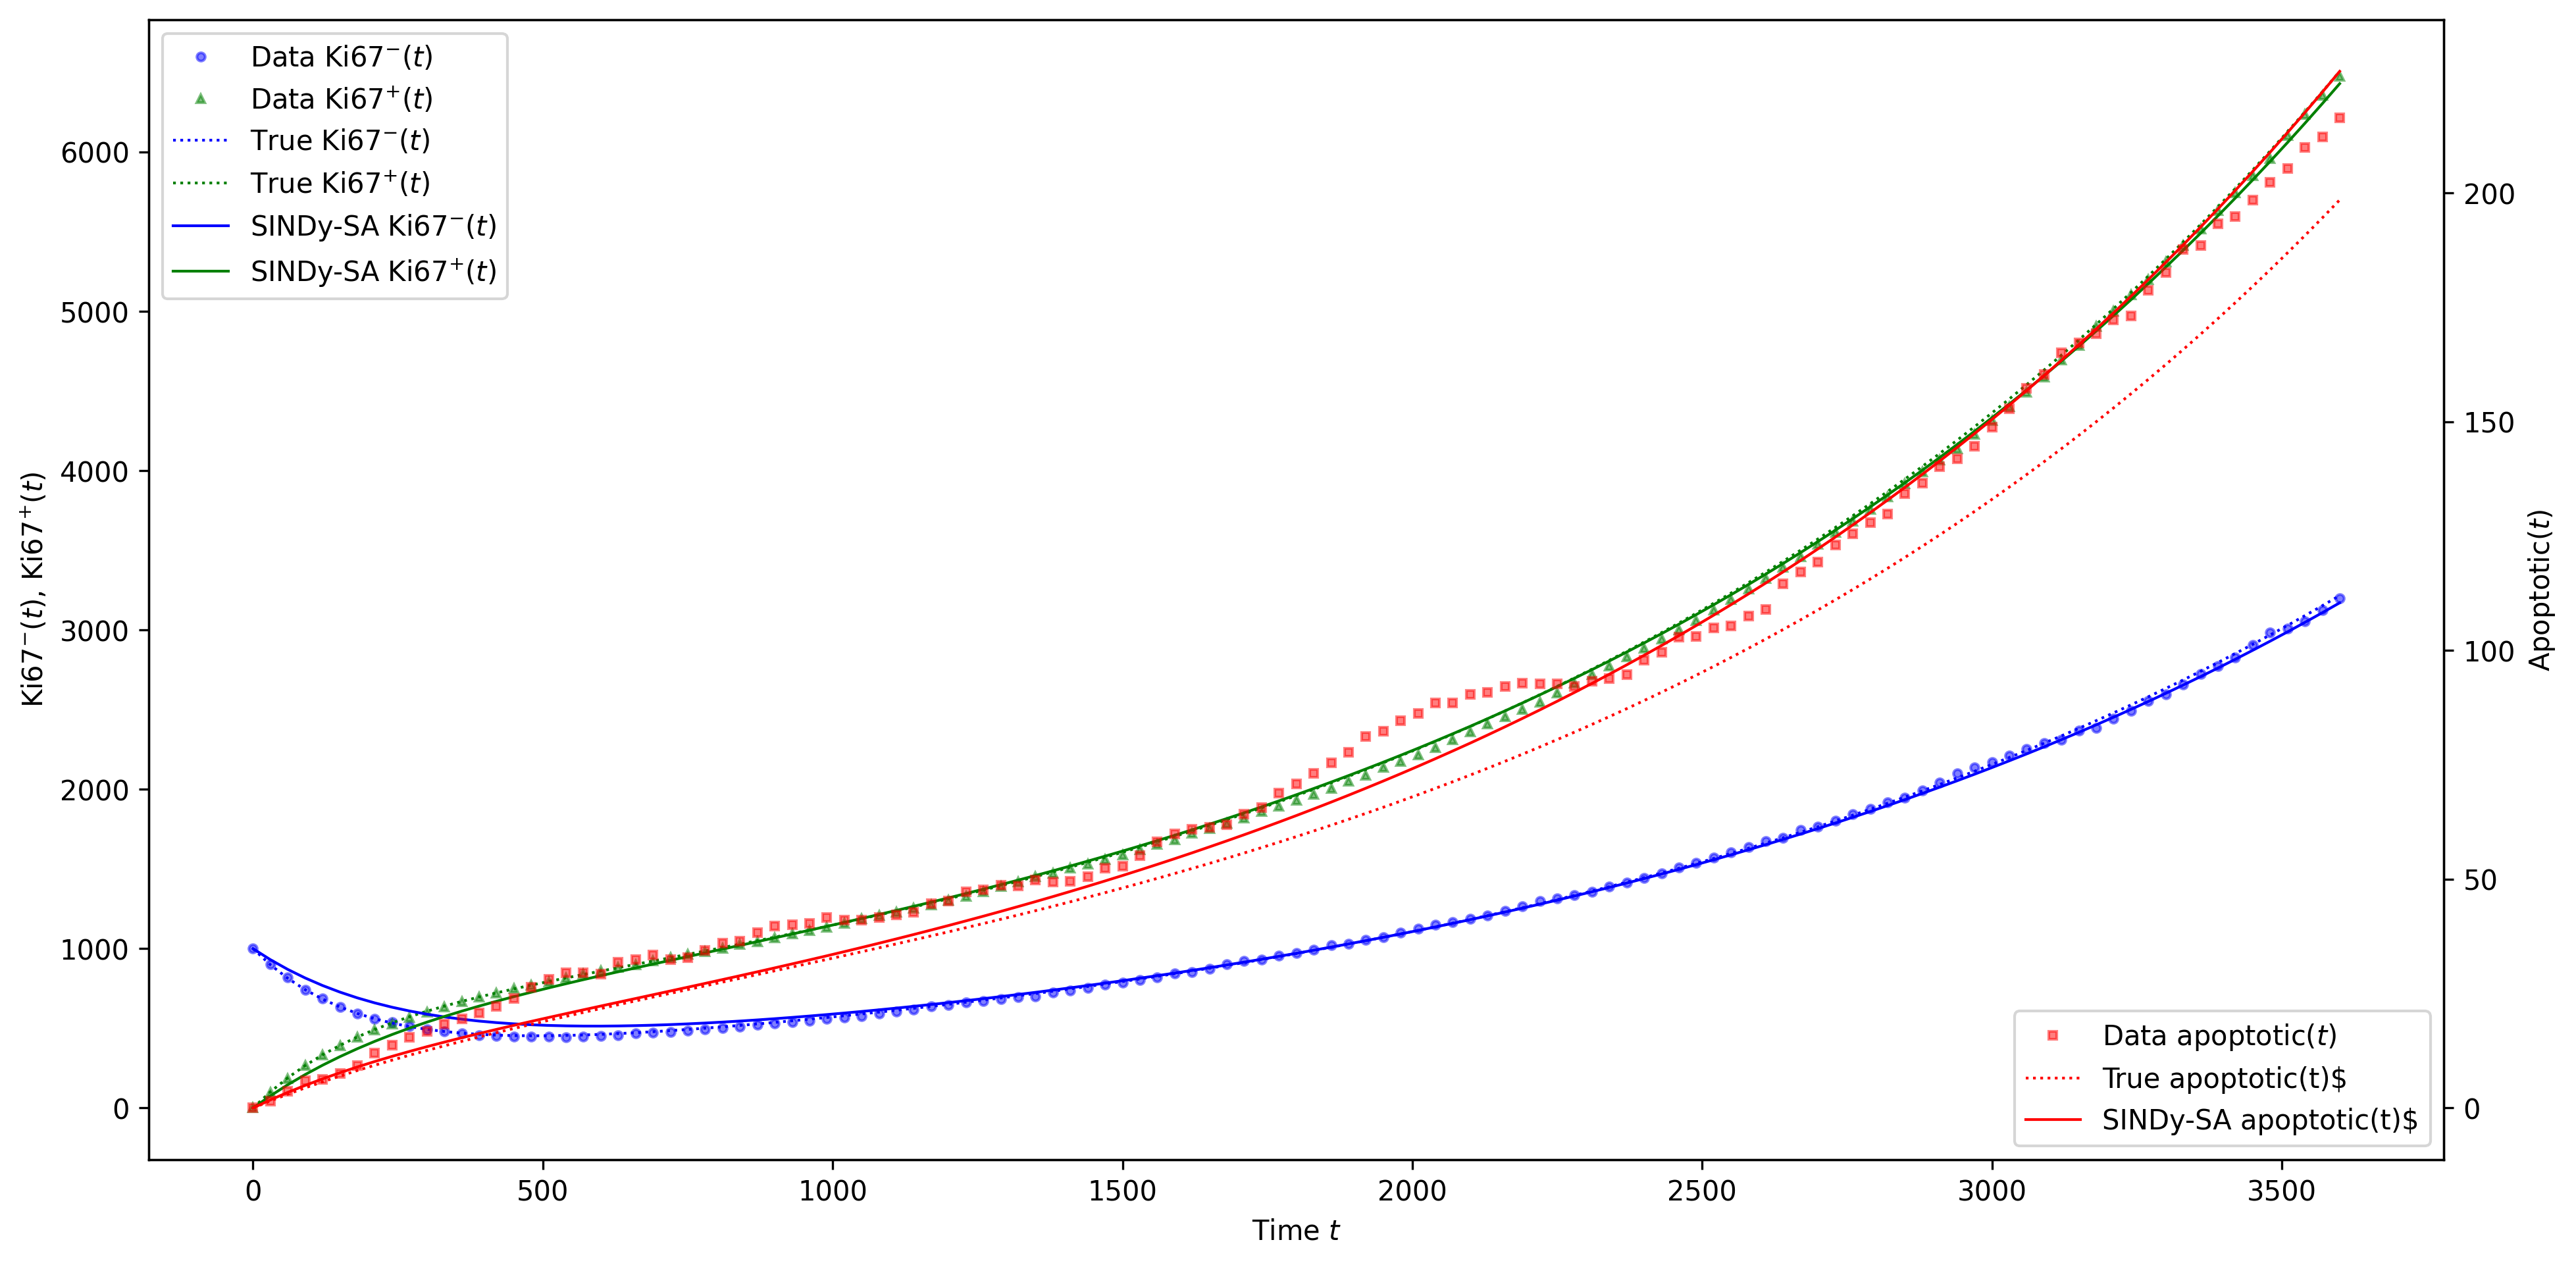 Data Ki67⁻(t)
Data Ki67⁺(t)
True Ki67⁻(t)
True Ki67⁺(t)
SINDy-SA Ki67⁻(t)
SINDy-SA Ki67⁺(t)
6000
5000
4000
3000
2000
1000
0
Ki67⁻(t), Ki67⁺(t)
200
150
100
50
0
Apoptotic(t)
Data apoptotic(t)
True apoptotic(t)$
SINDy-SA apoptotic(t)$
0 500 1000 1500 2000 2500 3000 3500
Time t